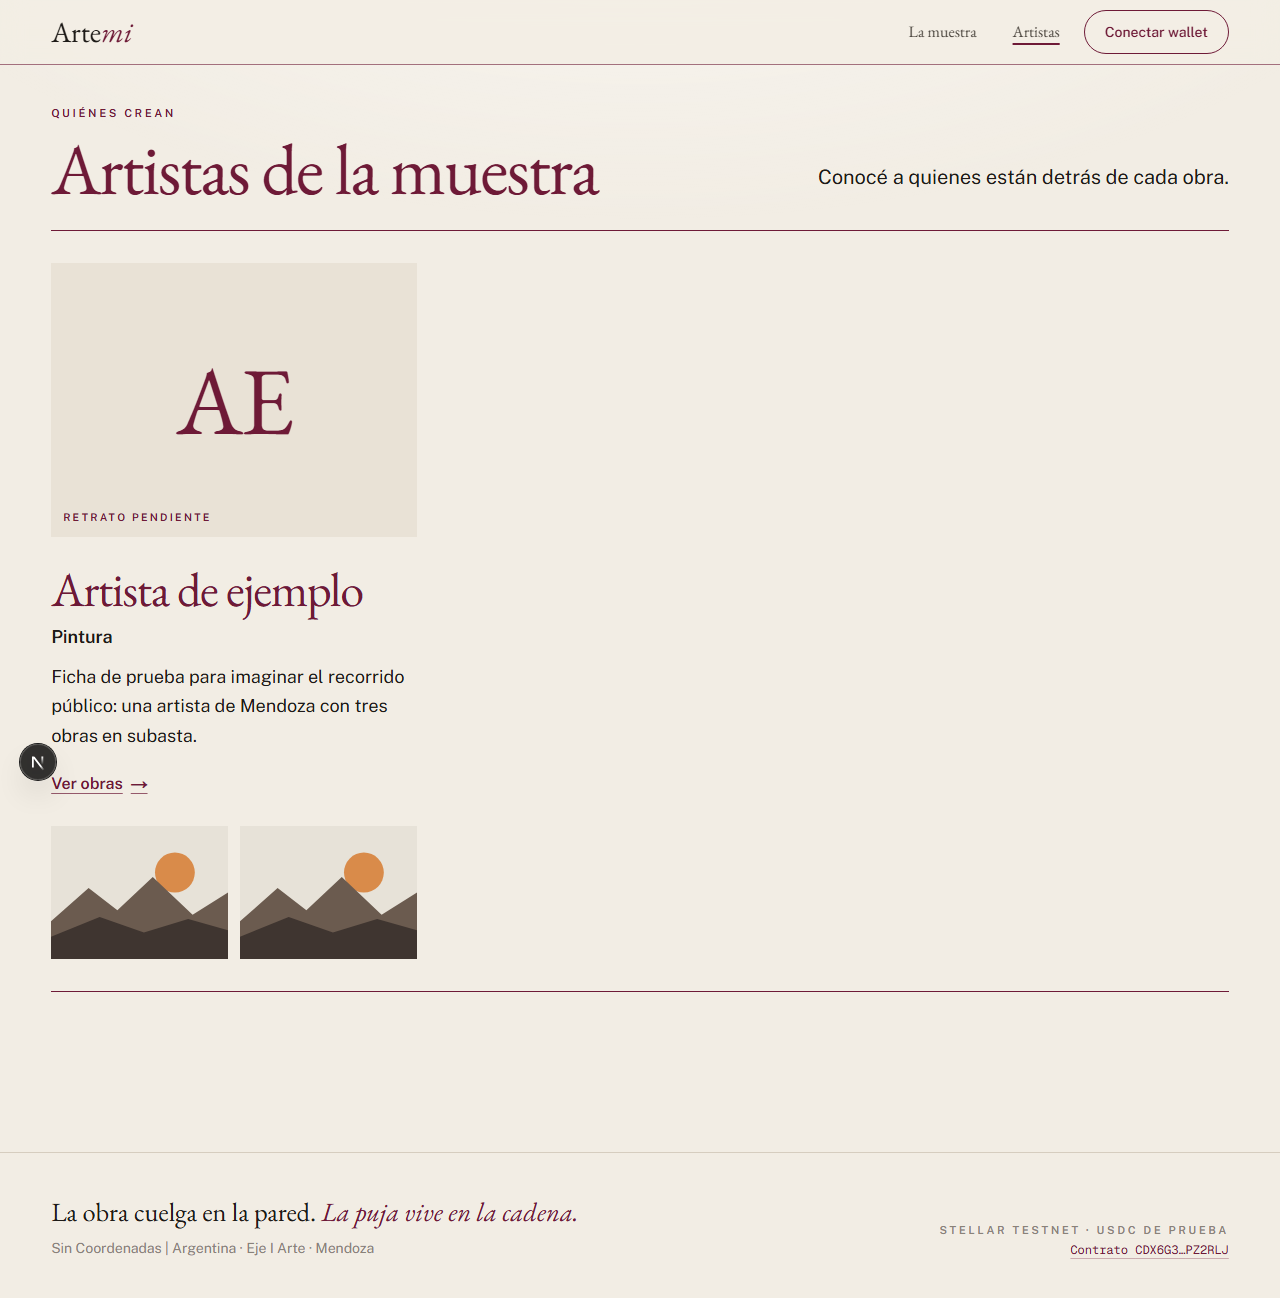 Artemi
La muestra
Artistas
Conectar wallet
QUIÉNES CREAN
Artistas de la muestra
Conocé a quienes están detrás de cada obra.
AE
RETRATO PENDIENTE
Artista de ejemplo
Pintura
Ficha de prueba para imaginar el recorrido
público: una artista de Mendoza con tres
obras en subasta.
N
Ver obras →
La obra cuelga en la pared. La puja vive en la cadena.
Sin Coordenadas | Argentina · Eje I Arte · Mendoza
STELLAR TESTNET · USDC DE PRUEBA
Contrato CDX6G3…PZ2RLJ